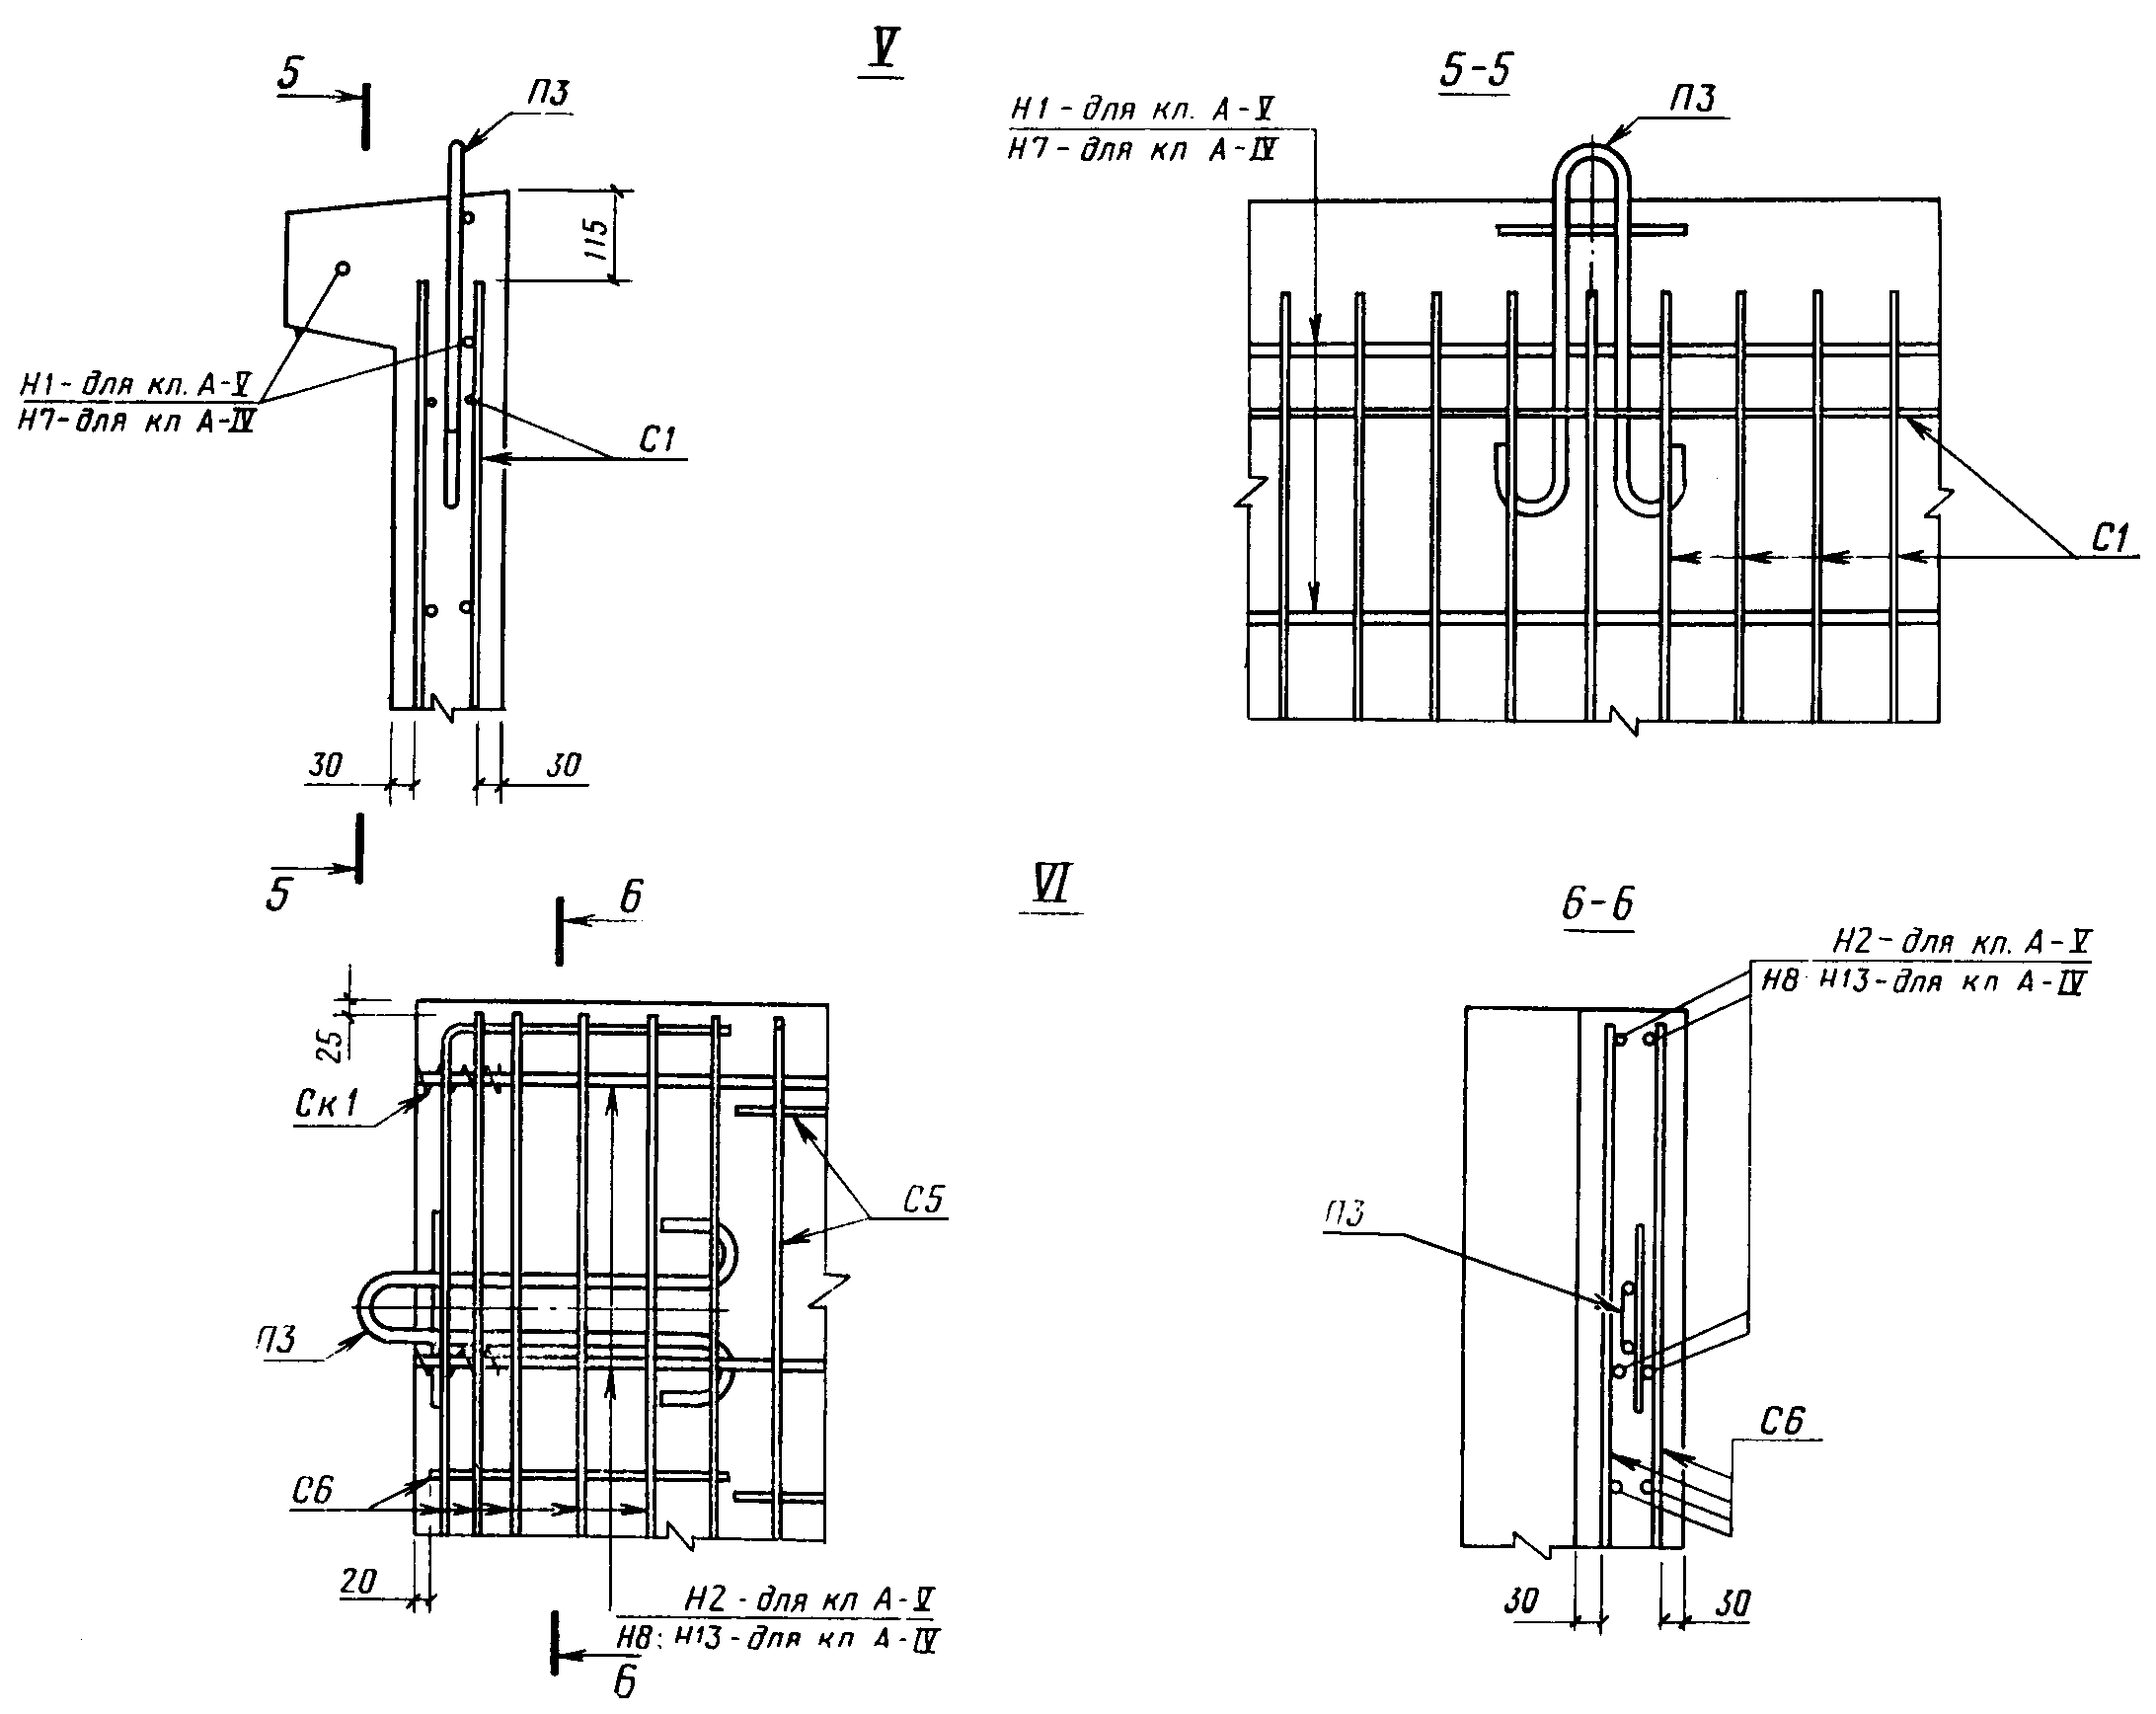 V
5
П3
115
Н1 - для кл. А-V
Н7- для кл А-IV
С1
30
30
5
5-5
Н1 - для кл. А-V
Н7- для кл А-IV
П3
С1
VI
6
25
Ск1
С5
П3
С6
20
Н2 - для кл А-V
Н8; Н13 - для кл А-IV
6
6-6
Н2 - для кл. А-V
Н8; Н13 - для кл А-IV
П3
С6
30
30